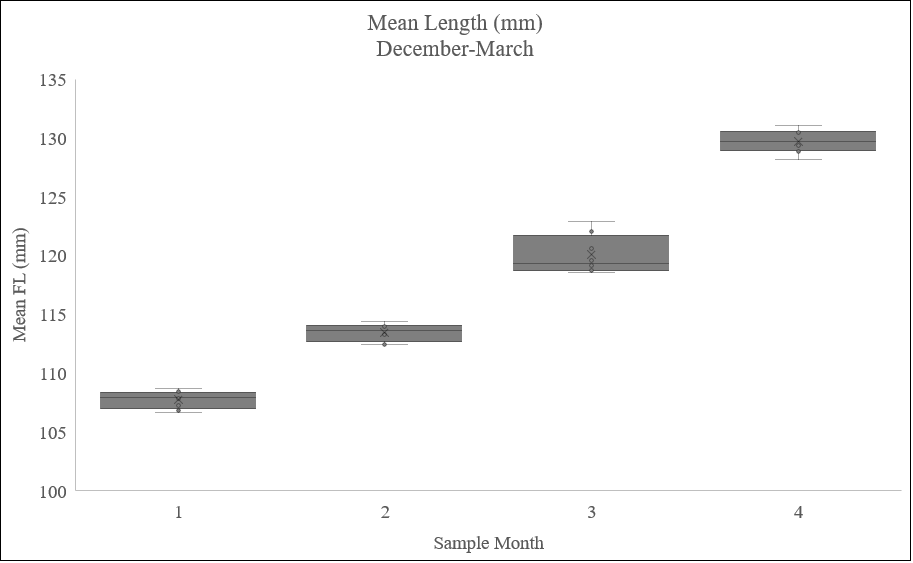 Mean Length (mm)
December-March
135
130
125
120
115
110
105
100
Mean FL (mm)
1 2 3 4
Sample Month